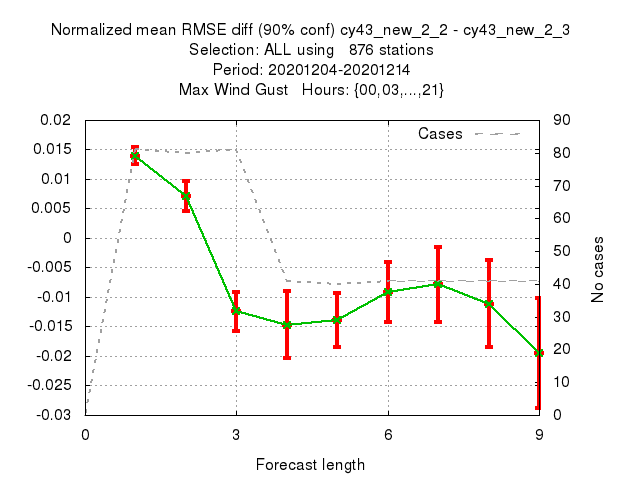 Normalized mean RMSE diff (90% conf) cy43_new_2_2 - cy43_new_2_3
Selection: ALL using   876 stations
Period: 20201204-20201214
Max Wind Gust   Hours: {00,03,...,21}
Cases
0.02
0.015
0.01
0.005
0
-0.005
-0.01
-0.015
-0.02
-0.025
-0.03
90
80
70
60
50
40
30
20
10
0
No cases
0 3 6 9
Forecast length